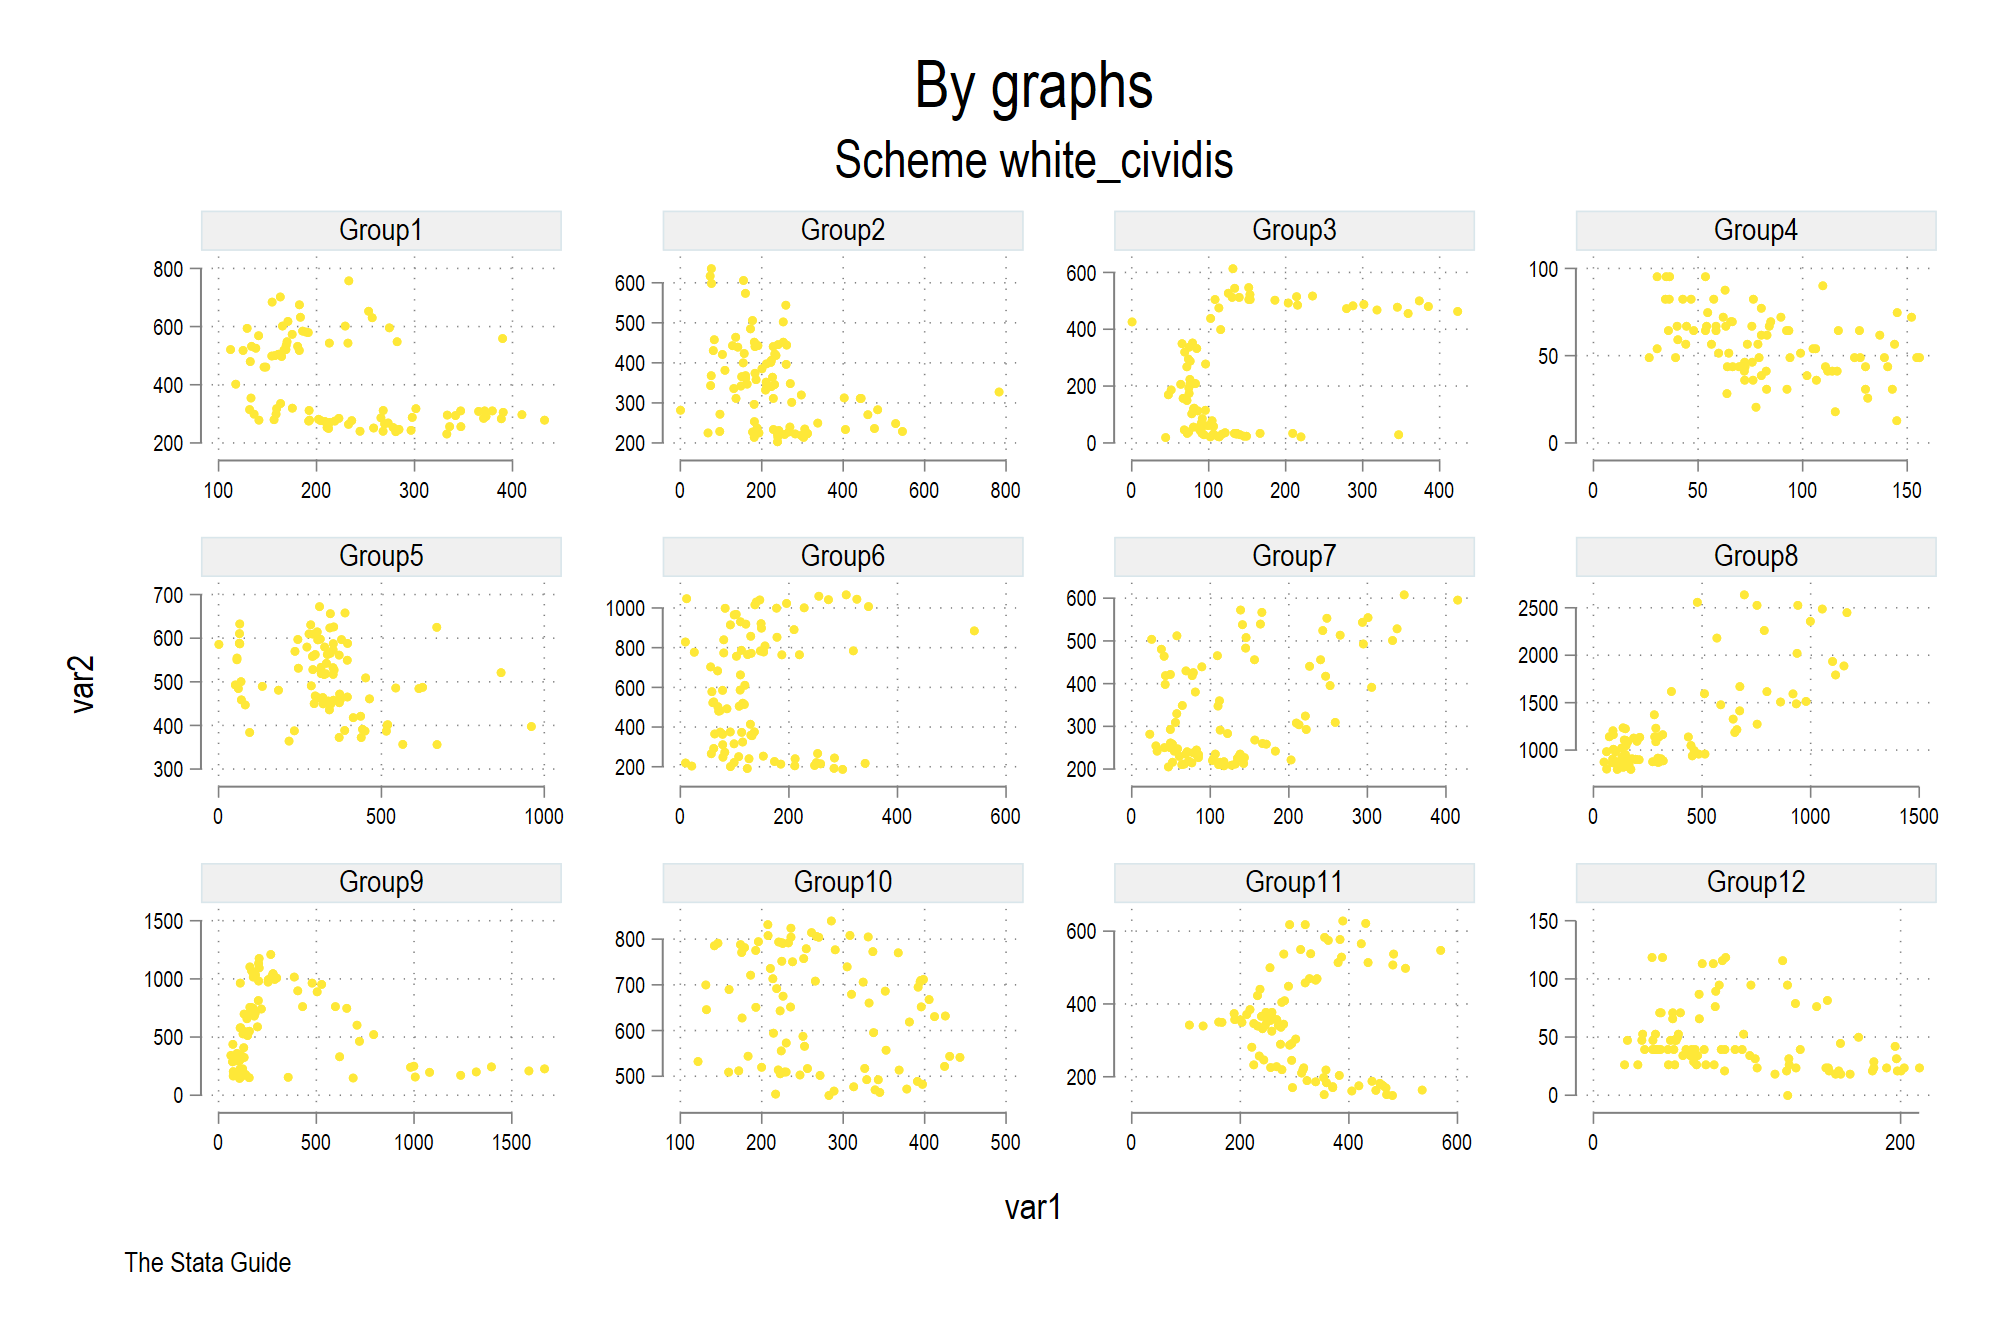 By graphs
Scheme white_cividis
Group1 Group2 Group3 Group4
800 600 400 200
100 200 300 400
600 500 400 300 200
0 200 400 600 800
600 400 200 0
0 100 200 300 400
100 50 0
0 50 100 150
Group5 Group6 Group7 Group8
700 600 500 400 300
0 500 1000
1000 800 600 400 200
0 200 400 600
600 500 400 300 200
0 100 200 300 400
2500 2000 1500 1000
0 500 1000 1500
Group9 Group10 Group11 Group12
1500 1000 500 0
0 500 1000 1500
800 700 600 500
100 200 300 400 500
600 400 200
0 200 400 600
150 100 50 0
0 200
var2
var1
The Stata Guide